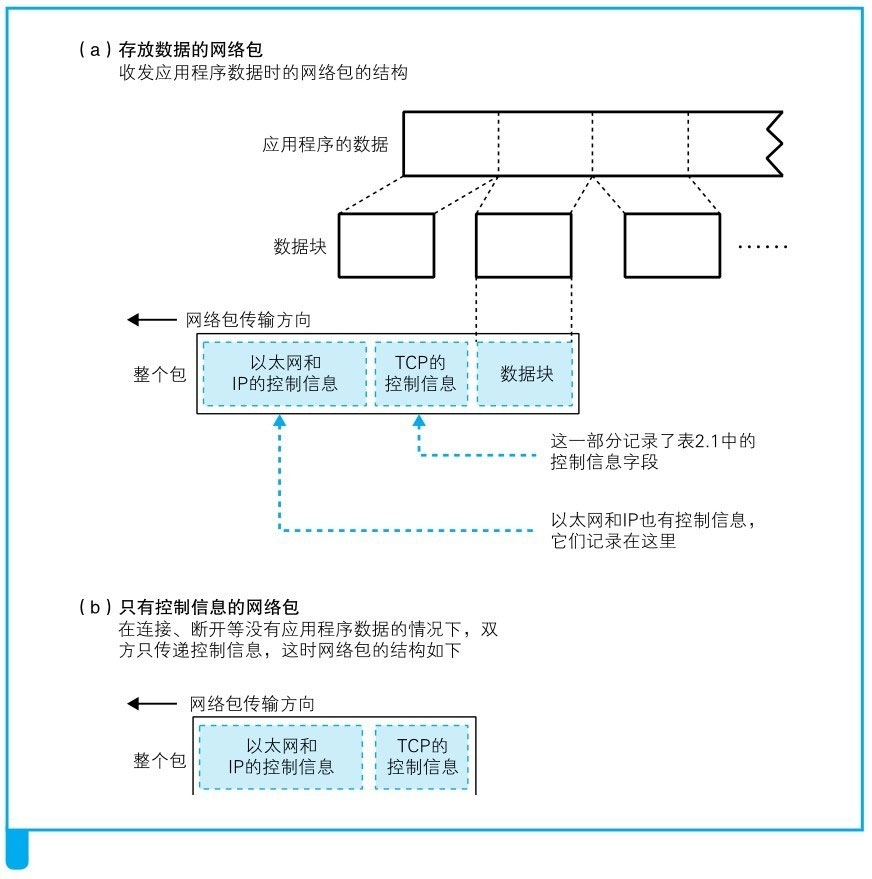 （a）存放数据的网络包
收发应用程序数据时的网络包的结构
应用程序的数据
数据块
······
网络包传输方向
整个包
以太网和
IP的控制信息
TCP的
控制信息
数据块
这一部分记录了表2.1中的
控制信息字段
以太网和IP也有控制信息，
它们记录在这里
（b）只有控制信息的网络包
在连接、断开等没有应用程序数据的情况下，双
方只传递控制信息，这时网络包的结构如下
网络包传输方向
整个包
以太网和
IP的控制信息
TCP的
控制信息